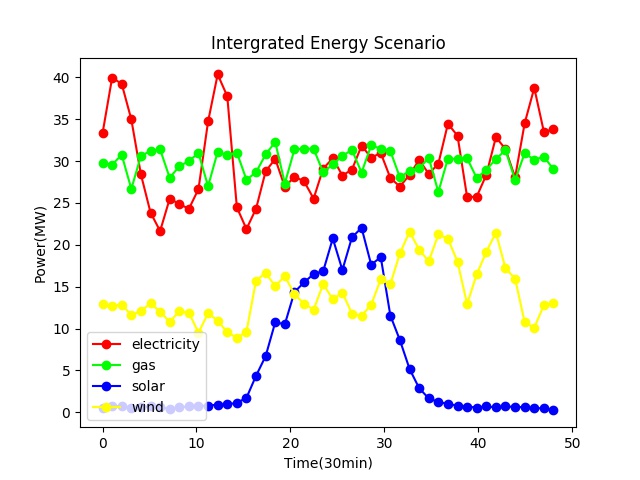 Intergrated Energy Scenario
Power(MW)
40
35
30
25
20
15
10
5
0
electricity
gas
solar
wind
0 10 20 30 40 50
Time(30min)